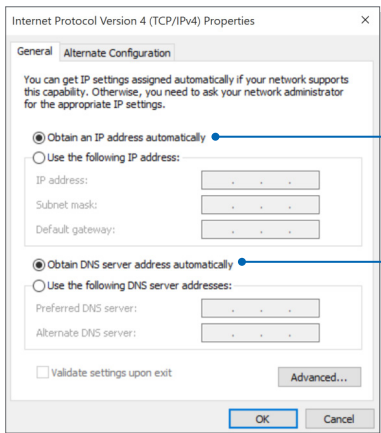 Internet Protocol Version 4 (TCP/IPv4) Properties
General
Alternate Configuration
You can get IP settings assigned automatically if your network supports
this capability. Otherwise, you need to ask your network administrator
for the appropriate IP settings.
Obtain an IP address automatically
Use the following IP address:
IP address:
Subnet mask:
Default gateway:
Obtain DNS server address automatically
Use the following DNS server addresses:
Preferred DNS server:
Alternate DNS server:
Validate settings upon exit
Advanced...
OK
Cancel